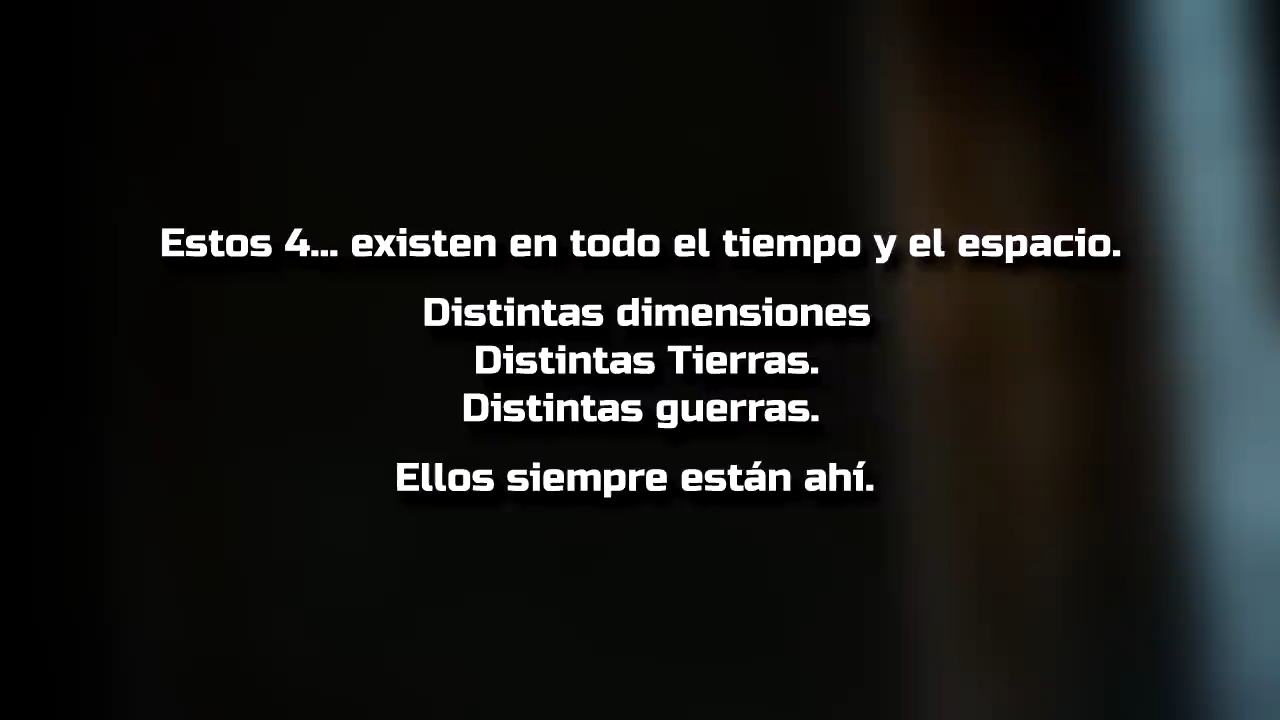 Estos 4... existen en todo el tiempo y el espacio.
Distintas dimensiones
Distintas Tierras.
Distintas guerras.
Ellos siempre están ahí.